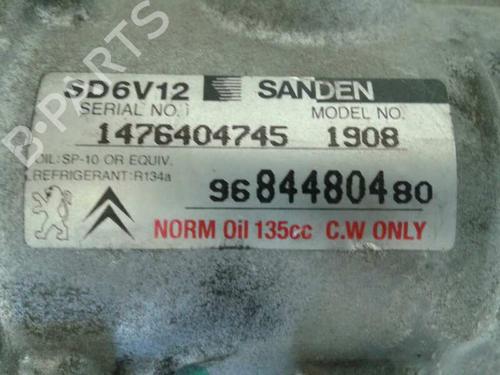 SD6V12 SANDEN
SERIAL NO. MODEL NO.
1476404745 1908
OIL: SP-10 OR EQUIV.
REFRIGERANT: R134a
9684480480
NORM Oil 135cc C.W ONLY
B-PARTS